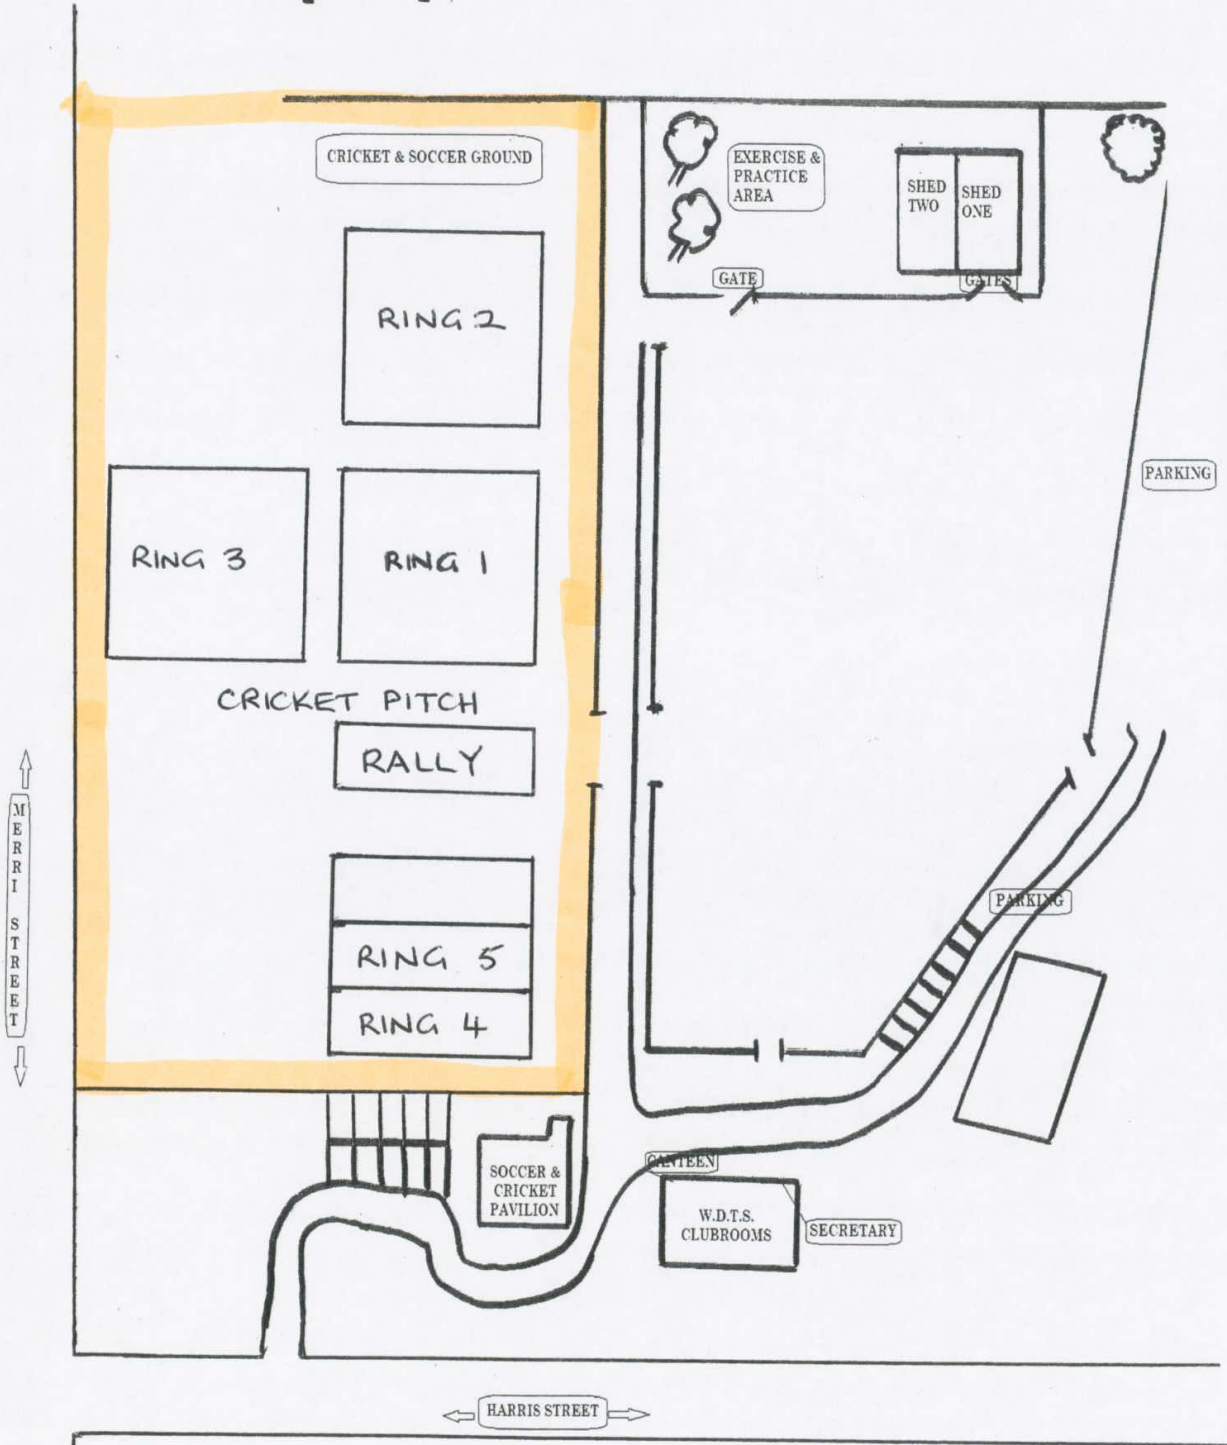 CRICKET & SOCCER GROUND
EXERCISE &
PRACTICE
AREA
SHED
TWO
SHED
ONE
GATE
GATES
RING 2
PARKING
RING 3
RING 1
CRICKET PITCH
RALLY
MERRI STREET
PARKING
RING 5
RING 4
SOCCER &
CRICKET
PAVILION
CANTEEN
W.D.T.S.
CLUBROOMS
SECRETARY
HARRIS STREET